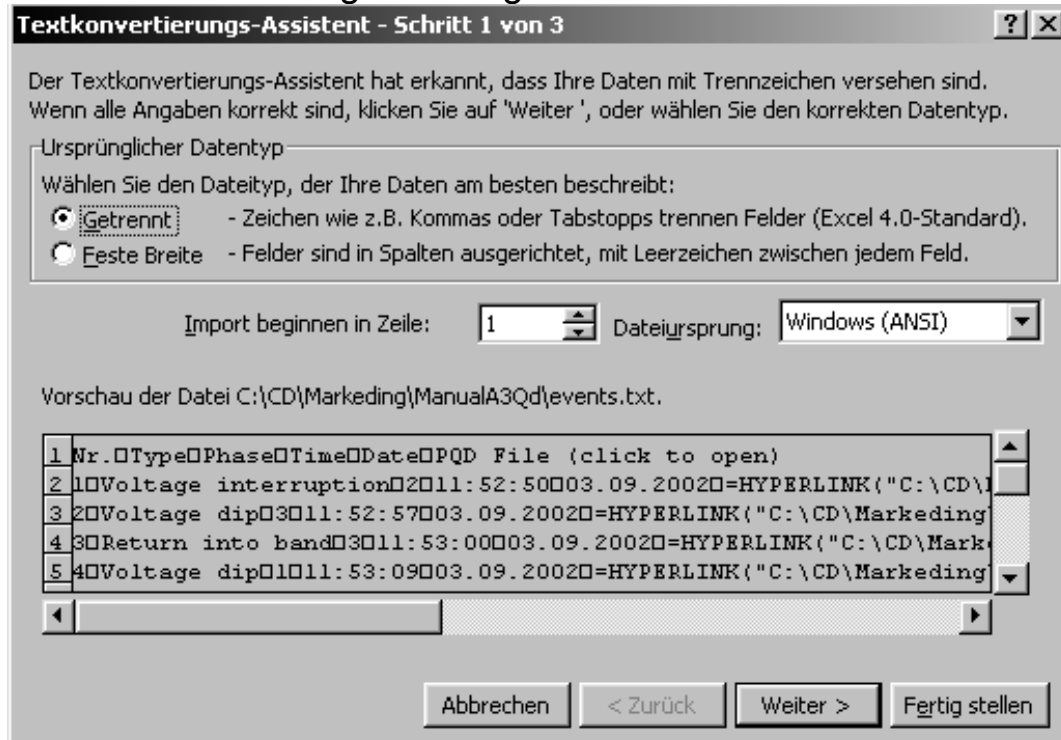 Textkonvertierungs-Assistent - Schritt 1 von 3
Der Textkonvertierungs-Assistent hat erkannt, dass Ihre Daten mit Trennzeichen versehen sind.
Wenn alle Angaben korrekt sind, klicken Sie auf 'Weiter ', oder wählen Sie den korrekten Datentyp.
Ursprünglicher Datentyp
Wählen Sie den Dateityp, der Ihre Daten am besten beschreibt:
Getrennt - Zeichen wie z.B. Kommas oder Tabstopps trennen Felder (Excel 4.0-Standard).
Feste Breite - Felder sind in Spalten ausgerichtet, mit Leerzeichen zwischen jedem Feld.
Import beginnen in Zeile: 1 Dateiursprung: Windows (ANSI)
Vorschau der Datei C:\CD\Markeding\ManualA3Qd\events.txt.
1 Nr.□Type□Phase□Time□Date□PQD File (click to open)
2 1□Voltage interruption□2□11:52:50□03.09.2002□=HYPERLINK("C:\CD\
3 2□Voltage dip□3□11:52:57□03.09.2002□=HYPERLINK("C:\CD\Markeding
4 3□Return into band□3□11:53:00□03.09.2002□=HYPERLINK("C:\CD\Mark
5 4□Voltage dip□1□11:53:09□03.09.2002□=HYPERLINK("C:\CD\Markeding
Abbrechen < Zurück Weiter > Fertig stellen